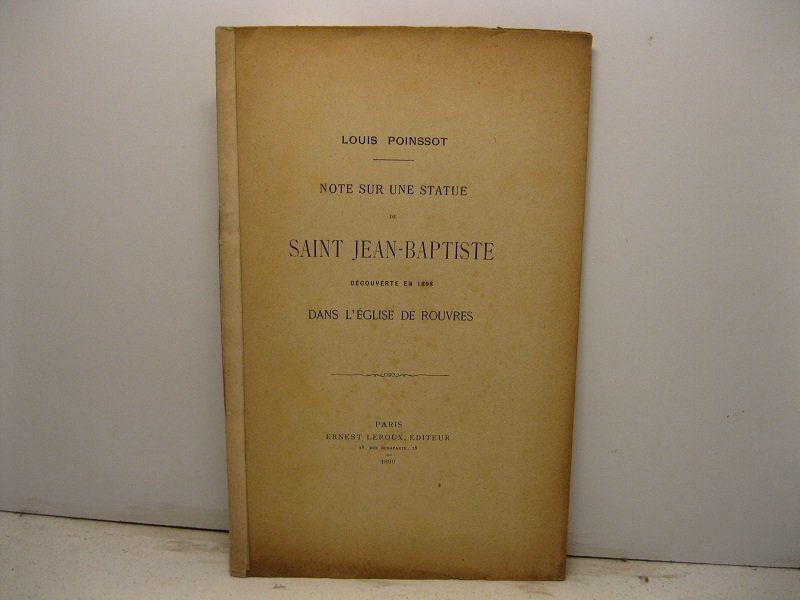 LOUIS POINSSOT
NOTE SUR UNE STATUE
DE
SAINT JEAN-BAPTISTE
DÉCOUVERTE EN 1898
DANS L'ÉGLISE DE ROUVRES
PARIS
ERNEST LEROUX, ÉDITEUR
28, RUE BONAPARTE, 28
1899